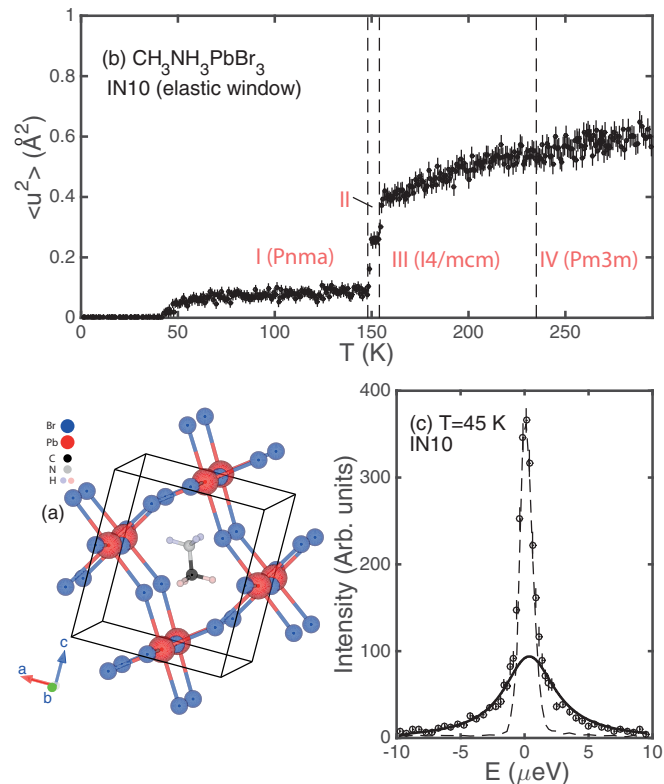 1
(b) CH₃NH₃PbBr₃
IN10 (elastic window)
0.8
0.6
<u²> (Å²)
0.4
II
0.2
I (Pnma)
III (I4/mcm)
IV (Pm3m)
0
0
50
100
150
200
250
T (K)
Br
Pb
C
N
H
(a)
c
a
b
400
(c) T=45 K
IN10
300
200
100
0
Intensity (Arb. units)
-10
-5
0
5
10
E (μeV)